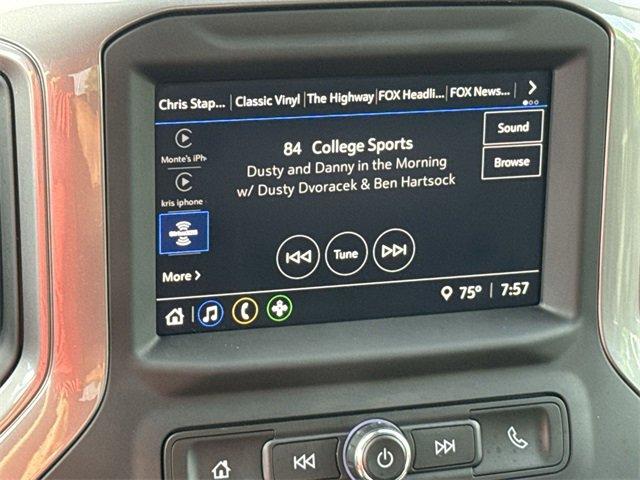 Chris Stap... Classic Vinyl The Highway FOX Headli... FOX News...
Sound
84 College Sports
Monte's iPh
Dusty and Danny in the Morning
Browse
w/ Dusty Dvoracek & Ben Hartsock
kris iphone
SiriusXM
Tune
More
75° 7:57